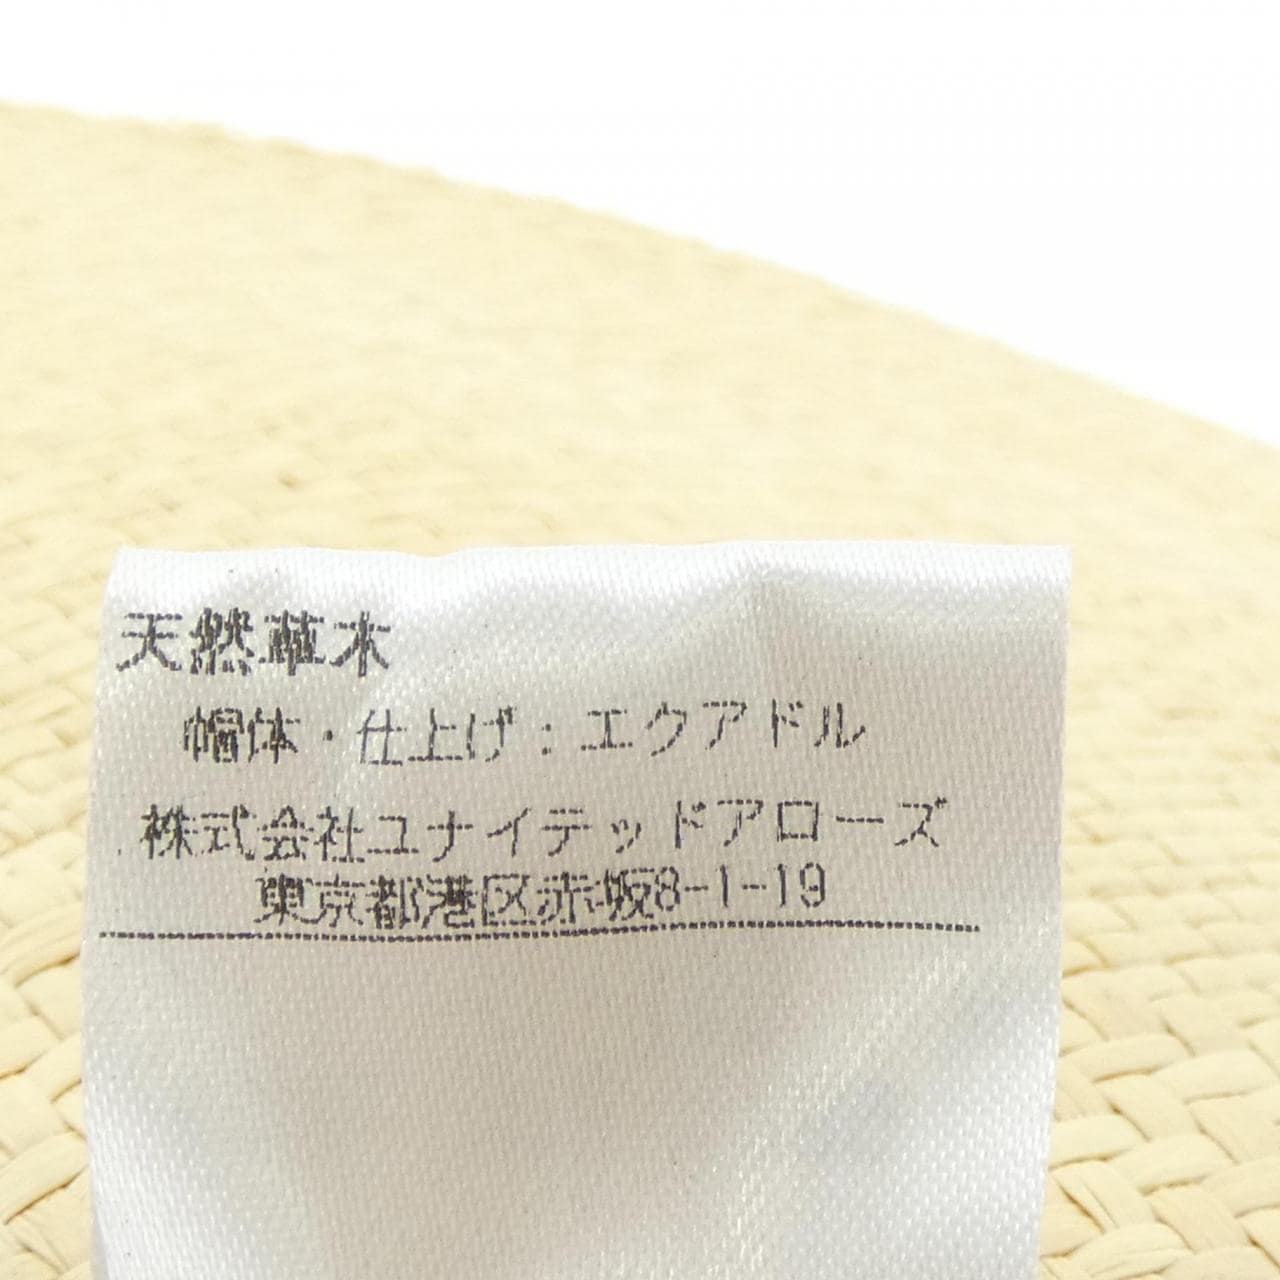 天然草木
帽体・仕上げ:エクアドル
株式会社ユナイテッドアローズ
東京都港区赤坂8-1-19